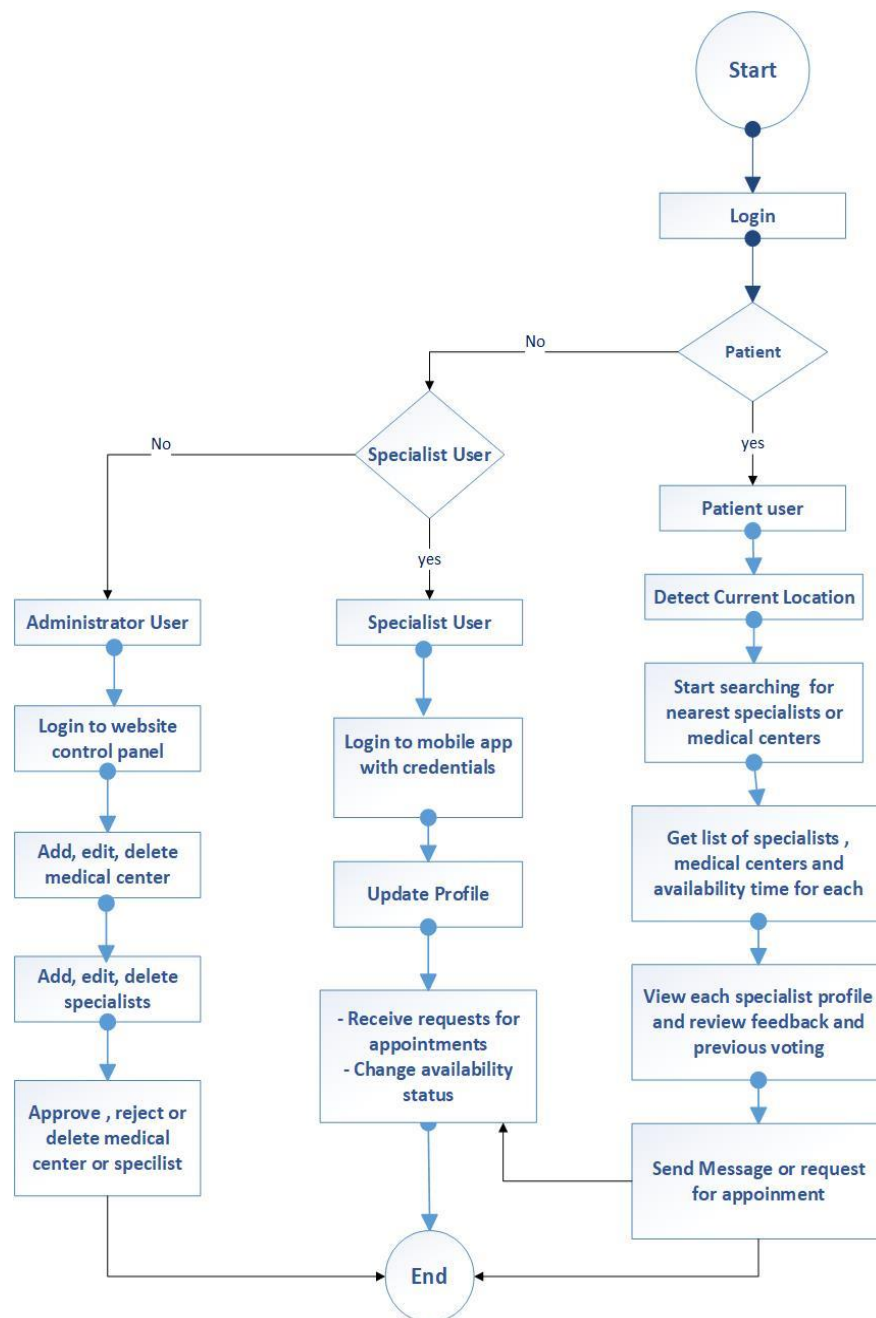 Start
Login
Patient
No
yes
Specialist User
No
yes
Patient user
Detect Current Location
Start searching for
nearest specialists or
medical centers
Get list of specialists ,
medical centers and
availability time for each
View each specialist profile
and review feedback and
previous voting
Send Message or request
for appoinment
Specialist User
Login to mobile app
with credentials
Update Profile
- Receive requests for
appointments
- Change availability
status
Administrator User
Login to website
control panel
Add, edit, delete
medical center
Add, edit, delete
specialists
Approve , reject or
delete medical
center or specilist
End